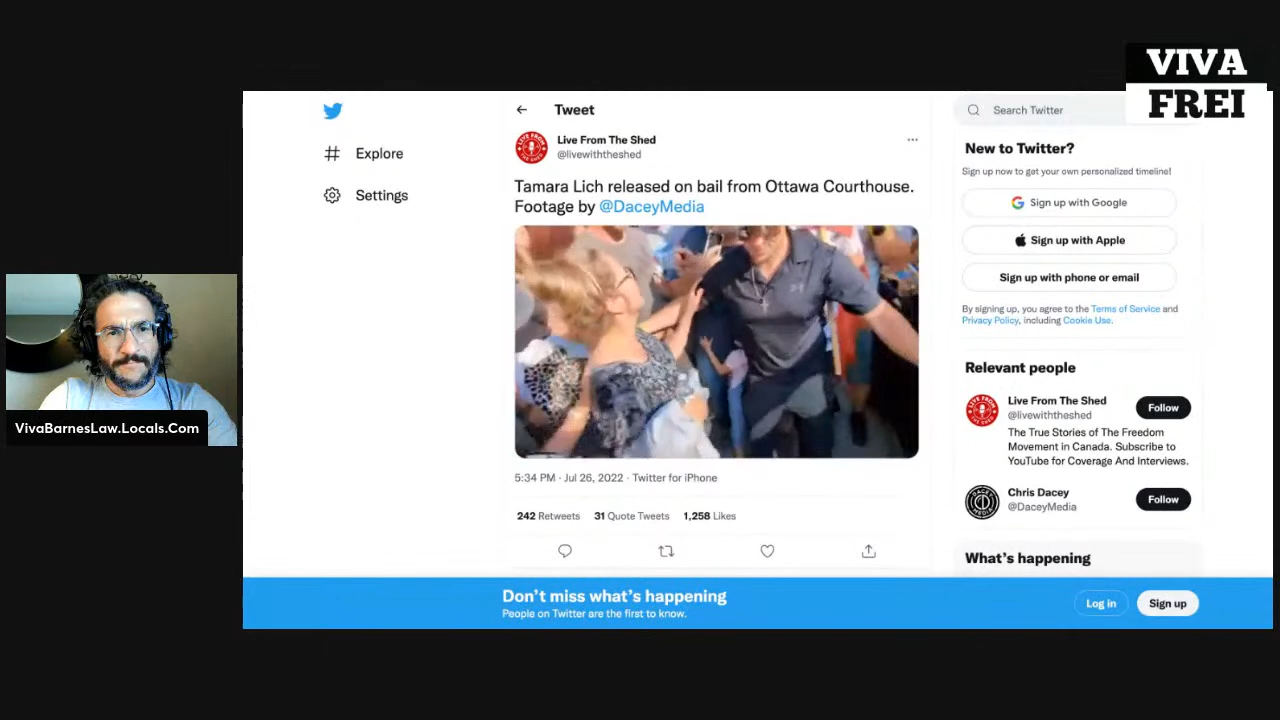 VIVA
FREI
Tweet
Search Twitter
Explore
Settings
Live From The Shed
@livewiththeshed
Tamara Lich released on bail from Ottawa Courthouse.
Footage by @DaceyMedia
5:34 PM · Jul 26, 2022 · Twitter for iPhone
242 Retweets 31 Quote Tweets 1,258 Likes
New to Twitter?
Sign up now to get your own personalized timeline!
Sign up with Google
Sign up with Apple
Sign up with phone or email
By signing up, you agree to the Terms of Service and
Privacy Policy, including Cookie Use.
Relevant people
Live From The Shed
@livewiththeshed
Follow
The True Stories of The Freedom
Movement in Canada. Subscribe to
YouTube for Coverage And Interviews.
Chris Dacey
@DaceyMedia
Follow
What's happening
Don't miss what's happening
People on Twitter are the first to know.
Log in
Sign up
VivaBarnesLaw.Locals.Com